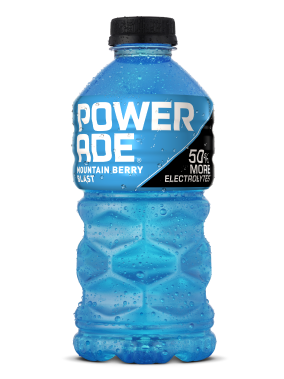 POWER
ADE®
MOUNTAIN BERRY
BLAST
50%
MORE
ELECTROLYTES